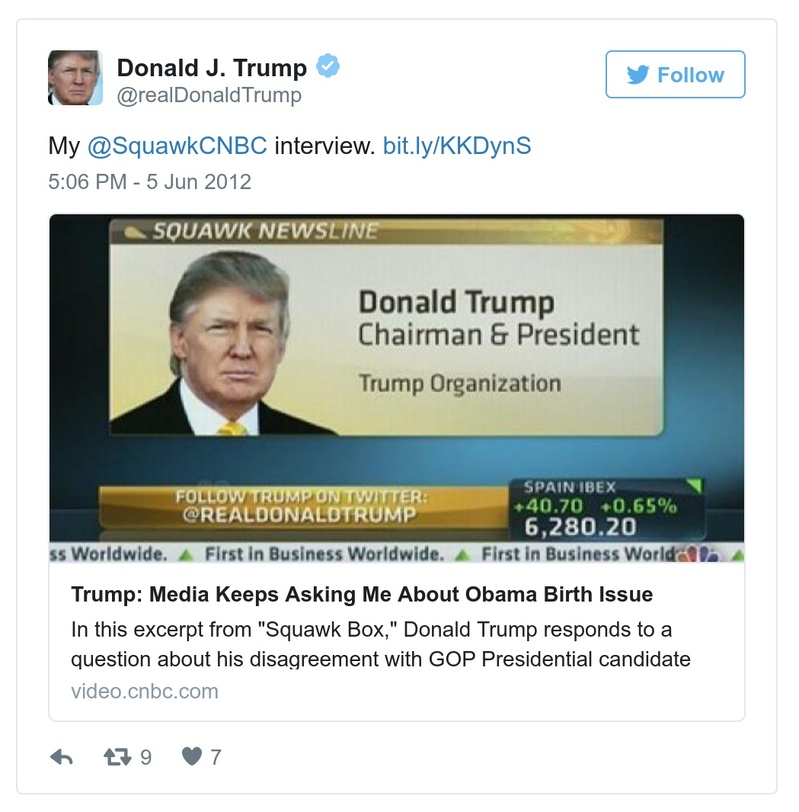 Donald J. Trump
@realDonaldTrump
Follow
My @SquawkCNBC interview. bit.ly/KKDynS
5:06 PM - 5 Jun 2012
SQUAWK NEWSLINE
Donald Trump
Chairman & President
Trump Organization
FOLLOW TRUMP ON TWITTER:
@REALDONALDTRUMP
SPAIN IBEX
+40.70 +0.65%
6,280.20
ss Worldwide. First in Business Worldwide. First in Business World
Trump: Media Keeps Asking Me About Obama Birth Issue
In this excerpt from "Squawk Box," Donald Trump responds to a
question about his disagreement with GOP Presidential candidate
video.cnbc.com
9 7